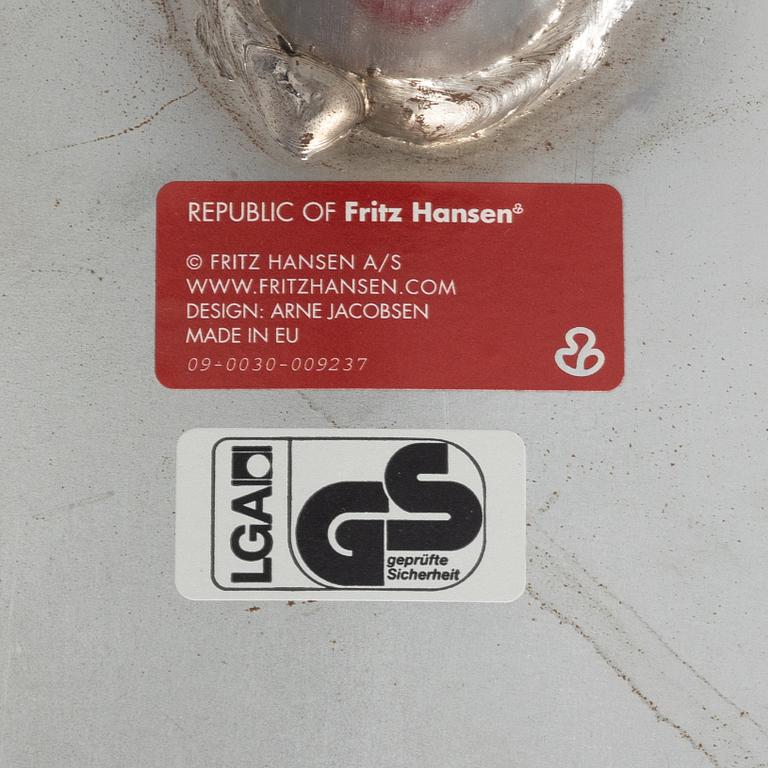 REPUBLIC OF Fritz Hansen
© FRITZ HANSEN A/S
WWW.FRITZHANSEN.COM
DESIGN: ARNE JACOBSEN
MADE IN EU
09-0030-009237
LGA
GS
geprüfte
Sicherheit